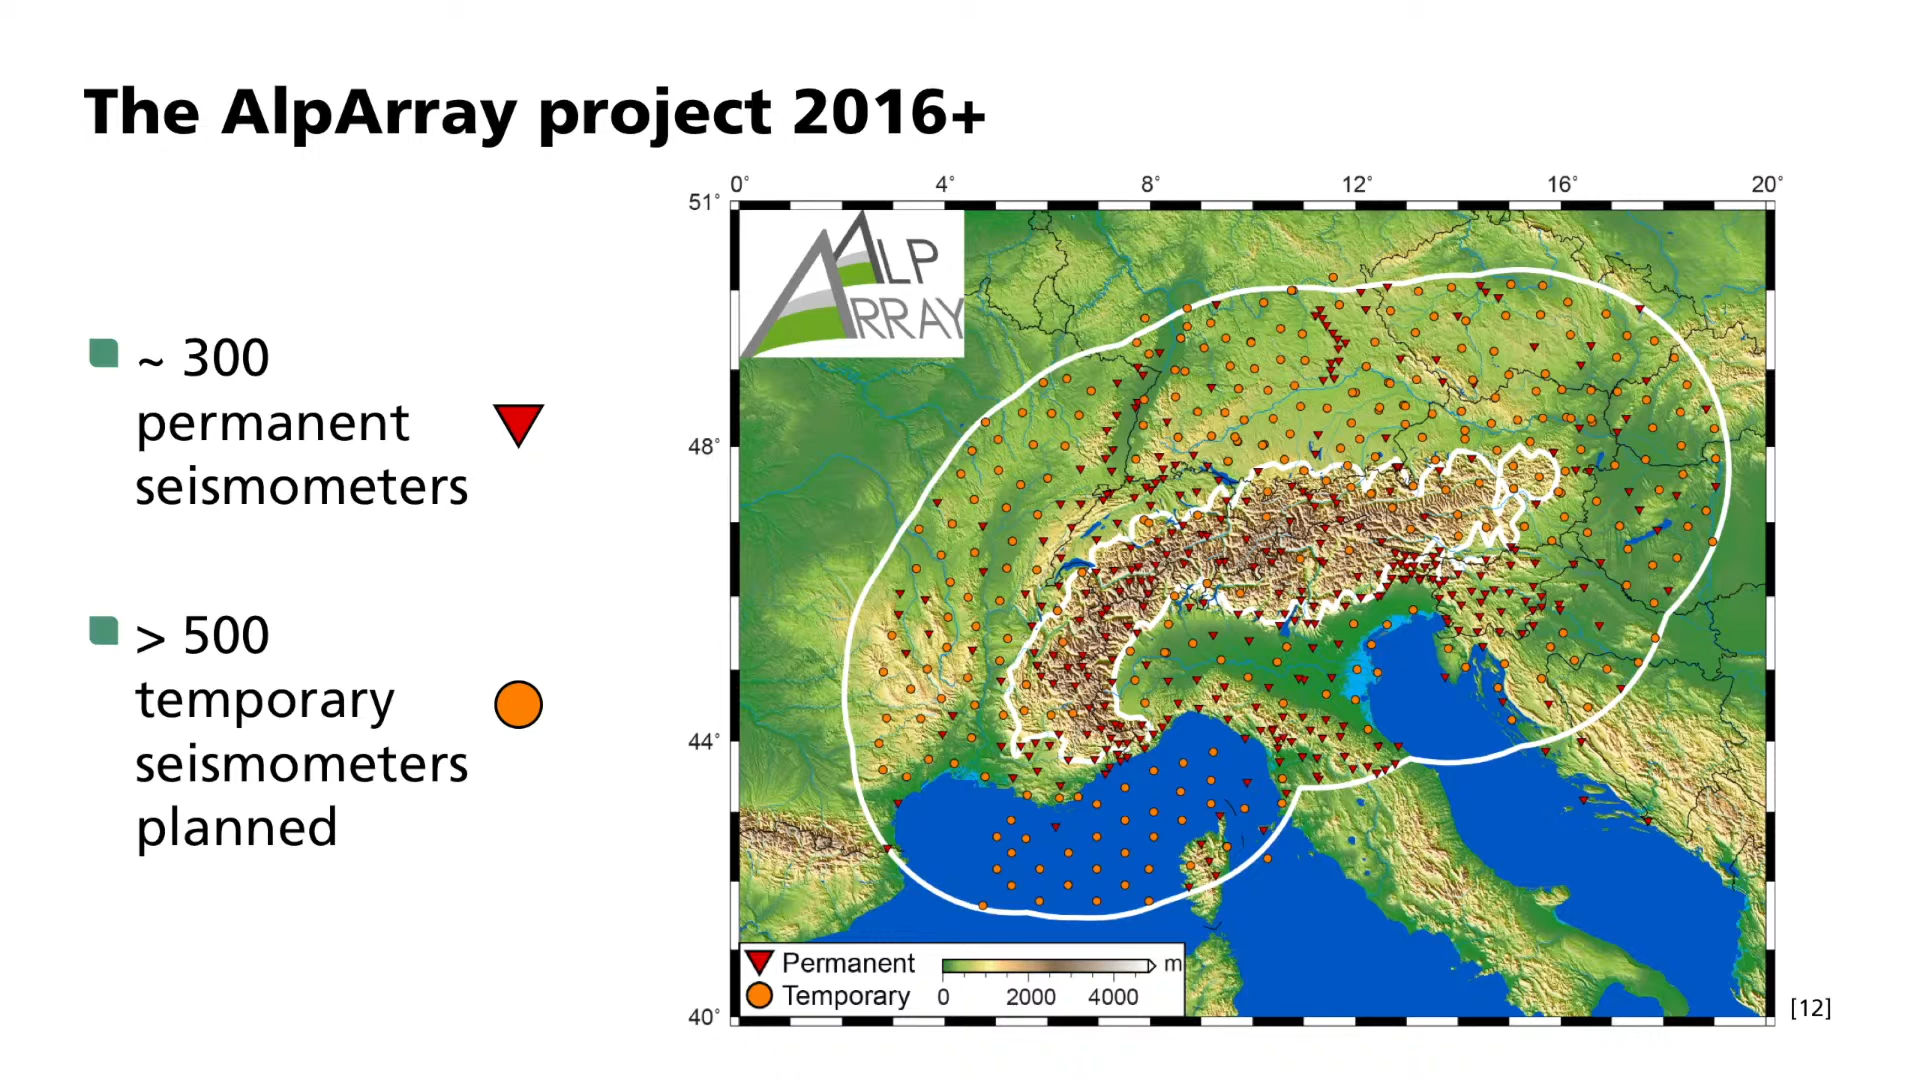 The AlpArray project 2016+
~ 300
permanent
seismometers
> 500
temporary
seismometers
planned
0° 4° 8° 12° 16° 20°
51°
48°
44°
40°
ALP
ARRAY
Permanent
Temporary
m
0 2000 4000
[12]